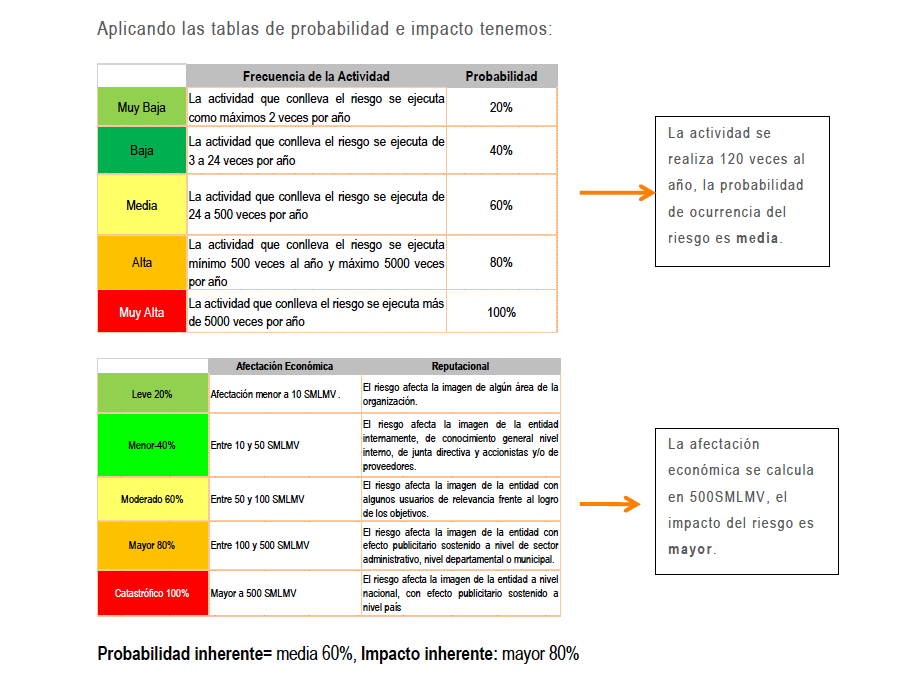 Aplicando las tablas de probabilidad e impacto tenemos:
Frecuencia de la Actividad Probabilidad
Muy Baja
La actividad que conlleva el riesgo se ejecuta
como máximos 2 veces por año
20%
Baja
La actividad que conlleva el riesgo se ejecuta de
3 a 24 veces por año
40%
Media
La actividad que conlleva el riesgo se ejecuta de
24 a 500 veces por año
60%
Alta
La actividad que conlleva el riesgo se ejecuta
mínimo 500 veces al año y máximo 5000 veces
por año
80%
Muy Alta
La actividad que conlleva el riesgo se ejecuta más
de 5000 veces por año
100%
La actividad se
realiza 120 veces al
año, la probabilidad
de ocurrencia del
riesgo es media.
Afectación Económica Reputacional
Leve 20%
Afectación menor a 10 SMLMV .
El riesgo afecta la imagen de algún área de la
organización.
Menor-40%
Entre 10 y 50 SMLMV
El riesgo afecta la imagen de la entidad
internamente, de conocimiento general nivel
interno, de junta directiva y accionistas y/o de
proveedores.
Moderado 60%
Entre 50 y 100 SMLMV
El riesgo afecta la imagen de la entidad con
algunos usuarios de relevancia frente al logro
de los objetivos.
Mayor 80%
Entre 100 y 500 SMLMV
El riesgo afecta la imagen de la entidad con
efecto publicitario sostenido a nivel de sector
administrativo, nivel departamental o municipal.
Catastrófico 100%
Mayor a 500 SMLMV
El riesgo afecta la imagen de la entidad a nivel
nacional, con efecto publicitario sostenido a
nivel país
La afectación
económica se calcula
en 500SMLMV, el
impacto del riesgo es
mayor.
Probabilidad inherente= media 60%, Impacto inherente: mayor 80%